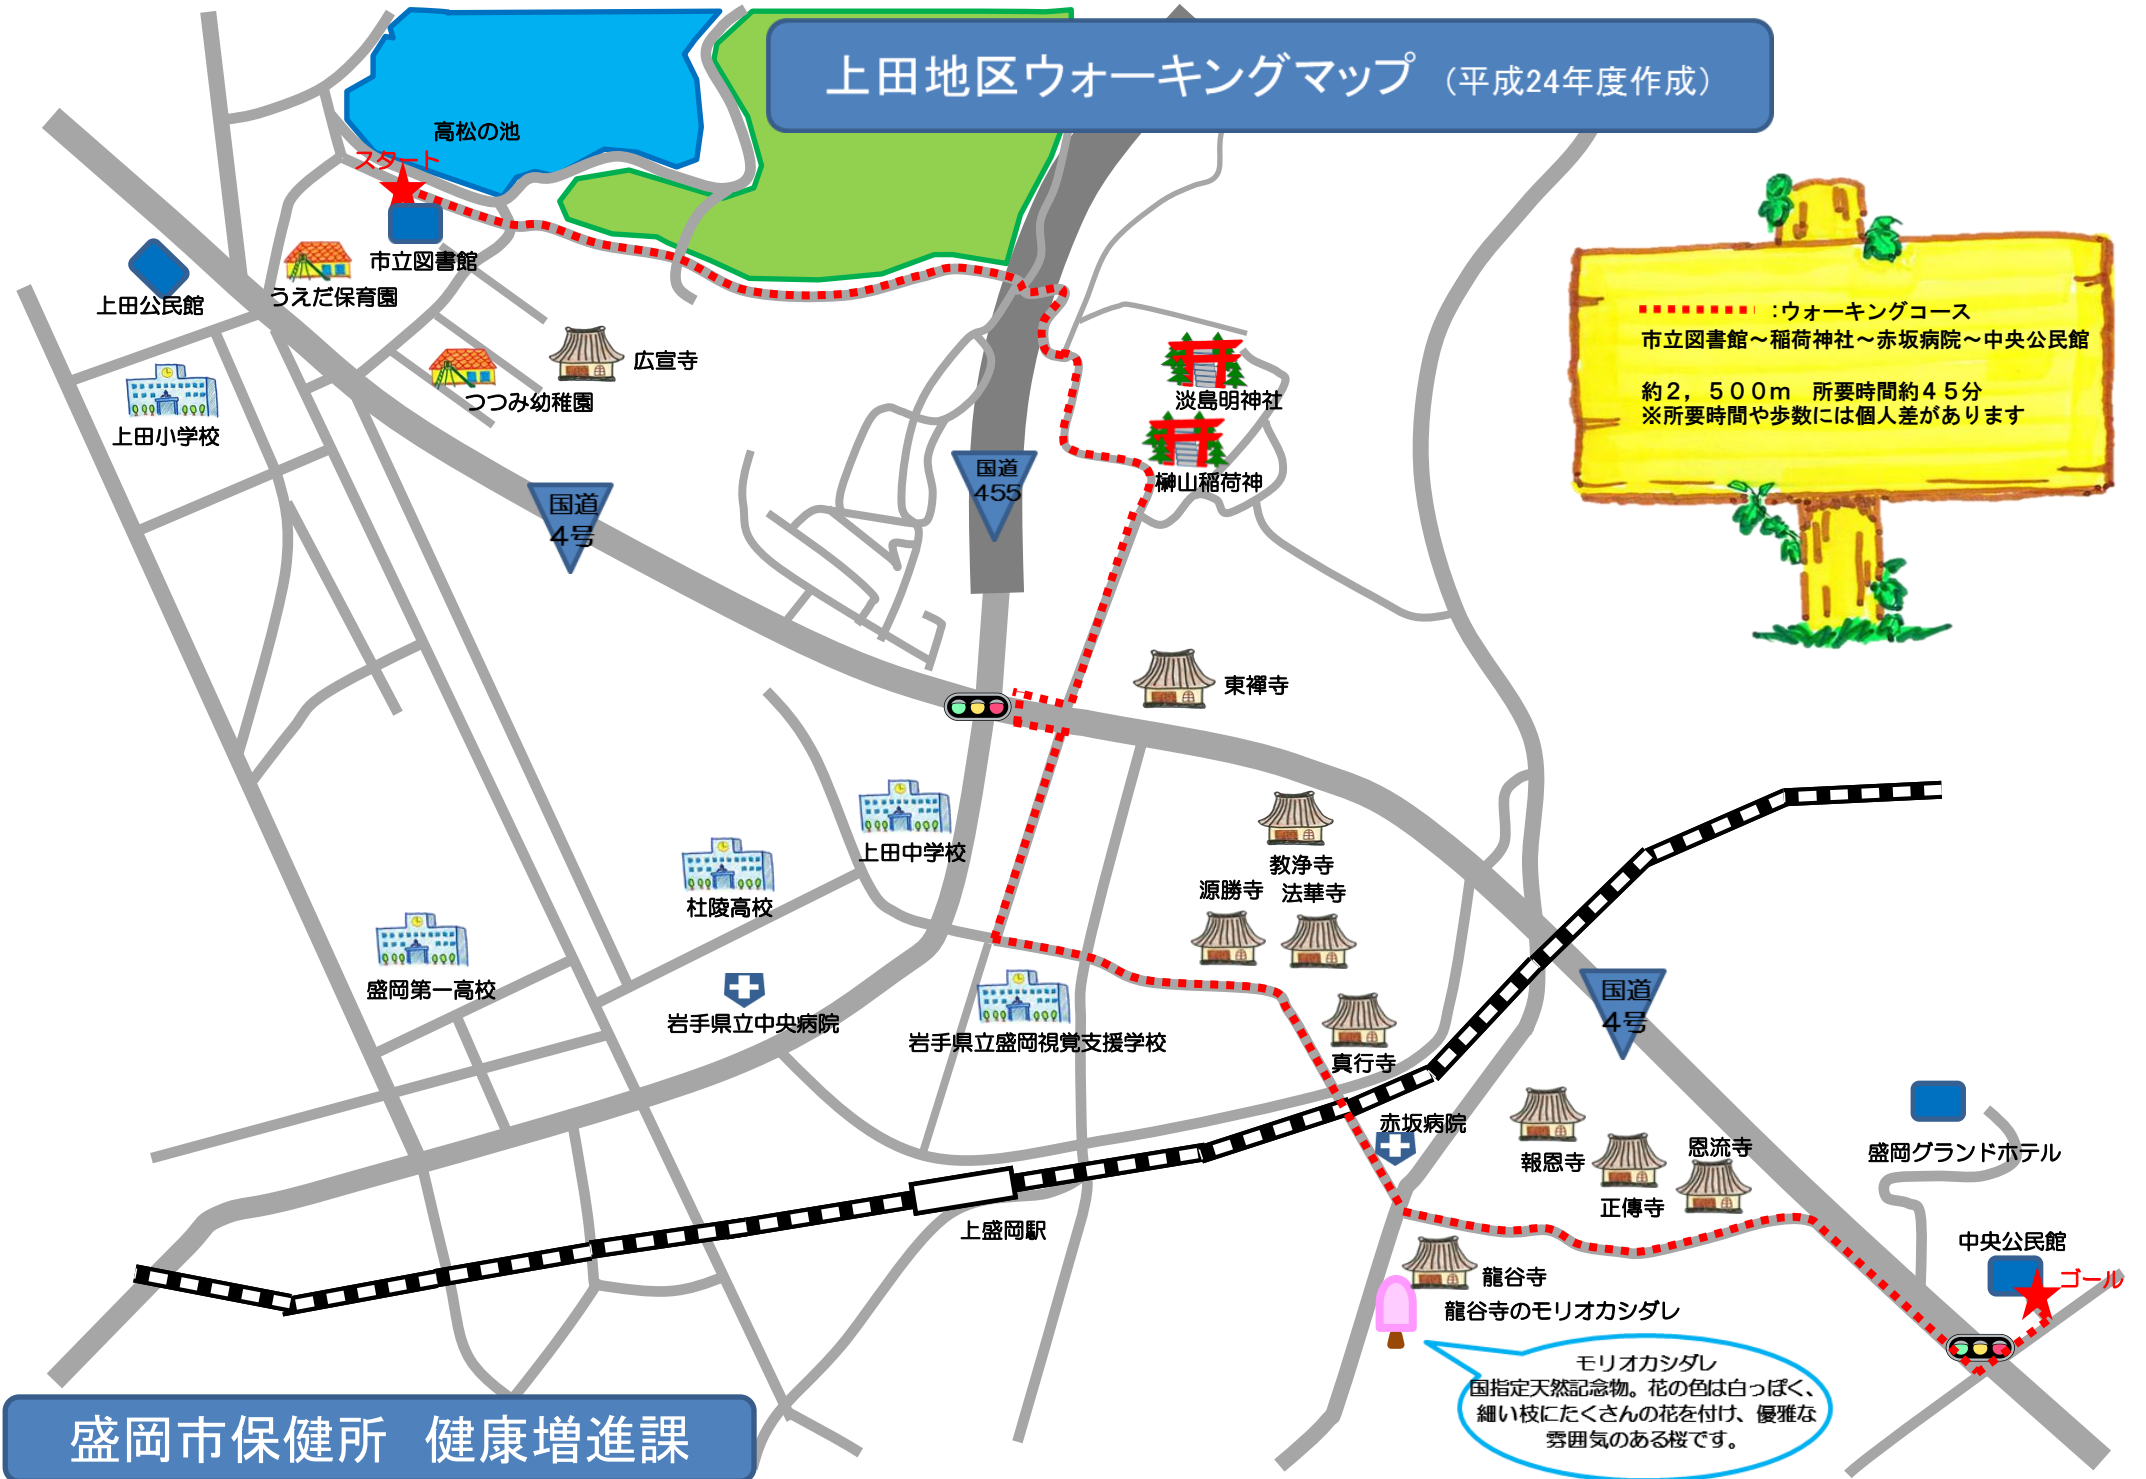 上田地区ウォーキングマップ （平成24年度作成）
高松の池
スタート
市立図書館
うえだ保育園
上田公民館
上田小学校
つつみ幼稚園
広宣寺
:ウォーキングコース
市立図書館～稲荷神社～赤坂病院～中央公民館
約２，５００ｍ　所要時間約４５分
※所要時間や歩数には個人差があります
淡島明神社
榊山稲荷神
国道
455
国道
4号
東禅寺
上田中学校
杜陵高校
盛岡第一高校
岩手県立中央病院
岩手県立盛岡視覚支援学校
教浄寺
源勝寺
法華寺
真行寺
国道
4号
赤坂病院
報恩寺
恩流寺
正傳寺
盛岡グランドホテル
上盛岡駅
中央公民館
ゴール
龍谷寺
龍谷寺のモリオカシダレ
モリオカシダレ
国指定天然記念物。花の色は白っぽく、
細い枝にたくさんの花を付け、優雅な
雰囲気のある桜です。
盛岡市保健所　健康増進課